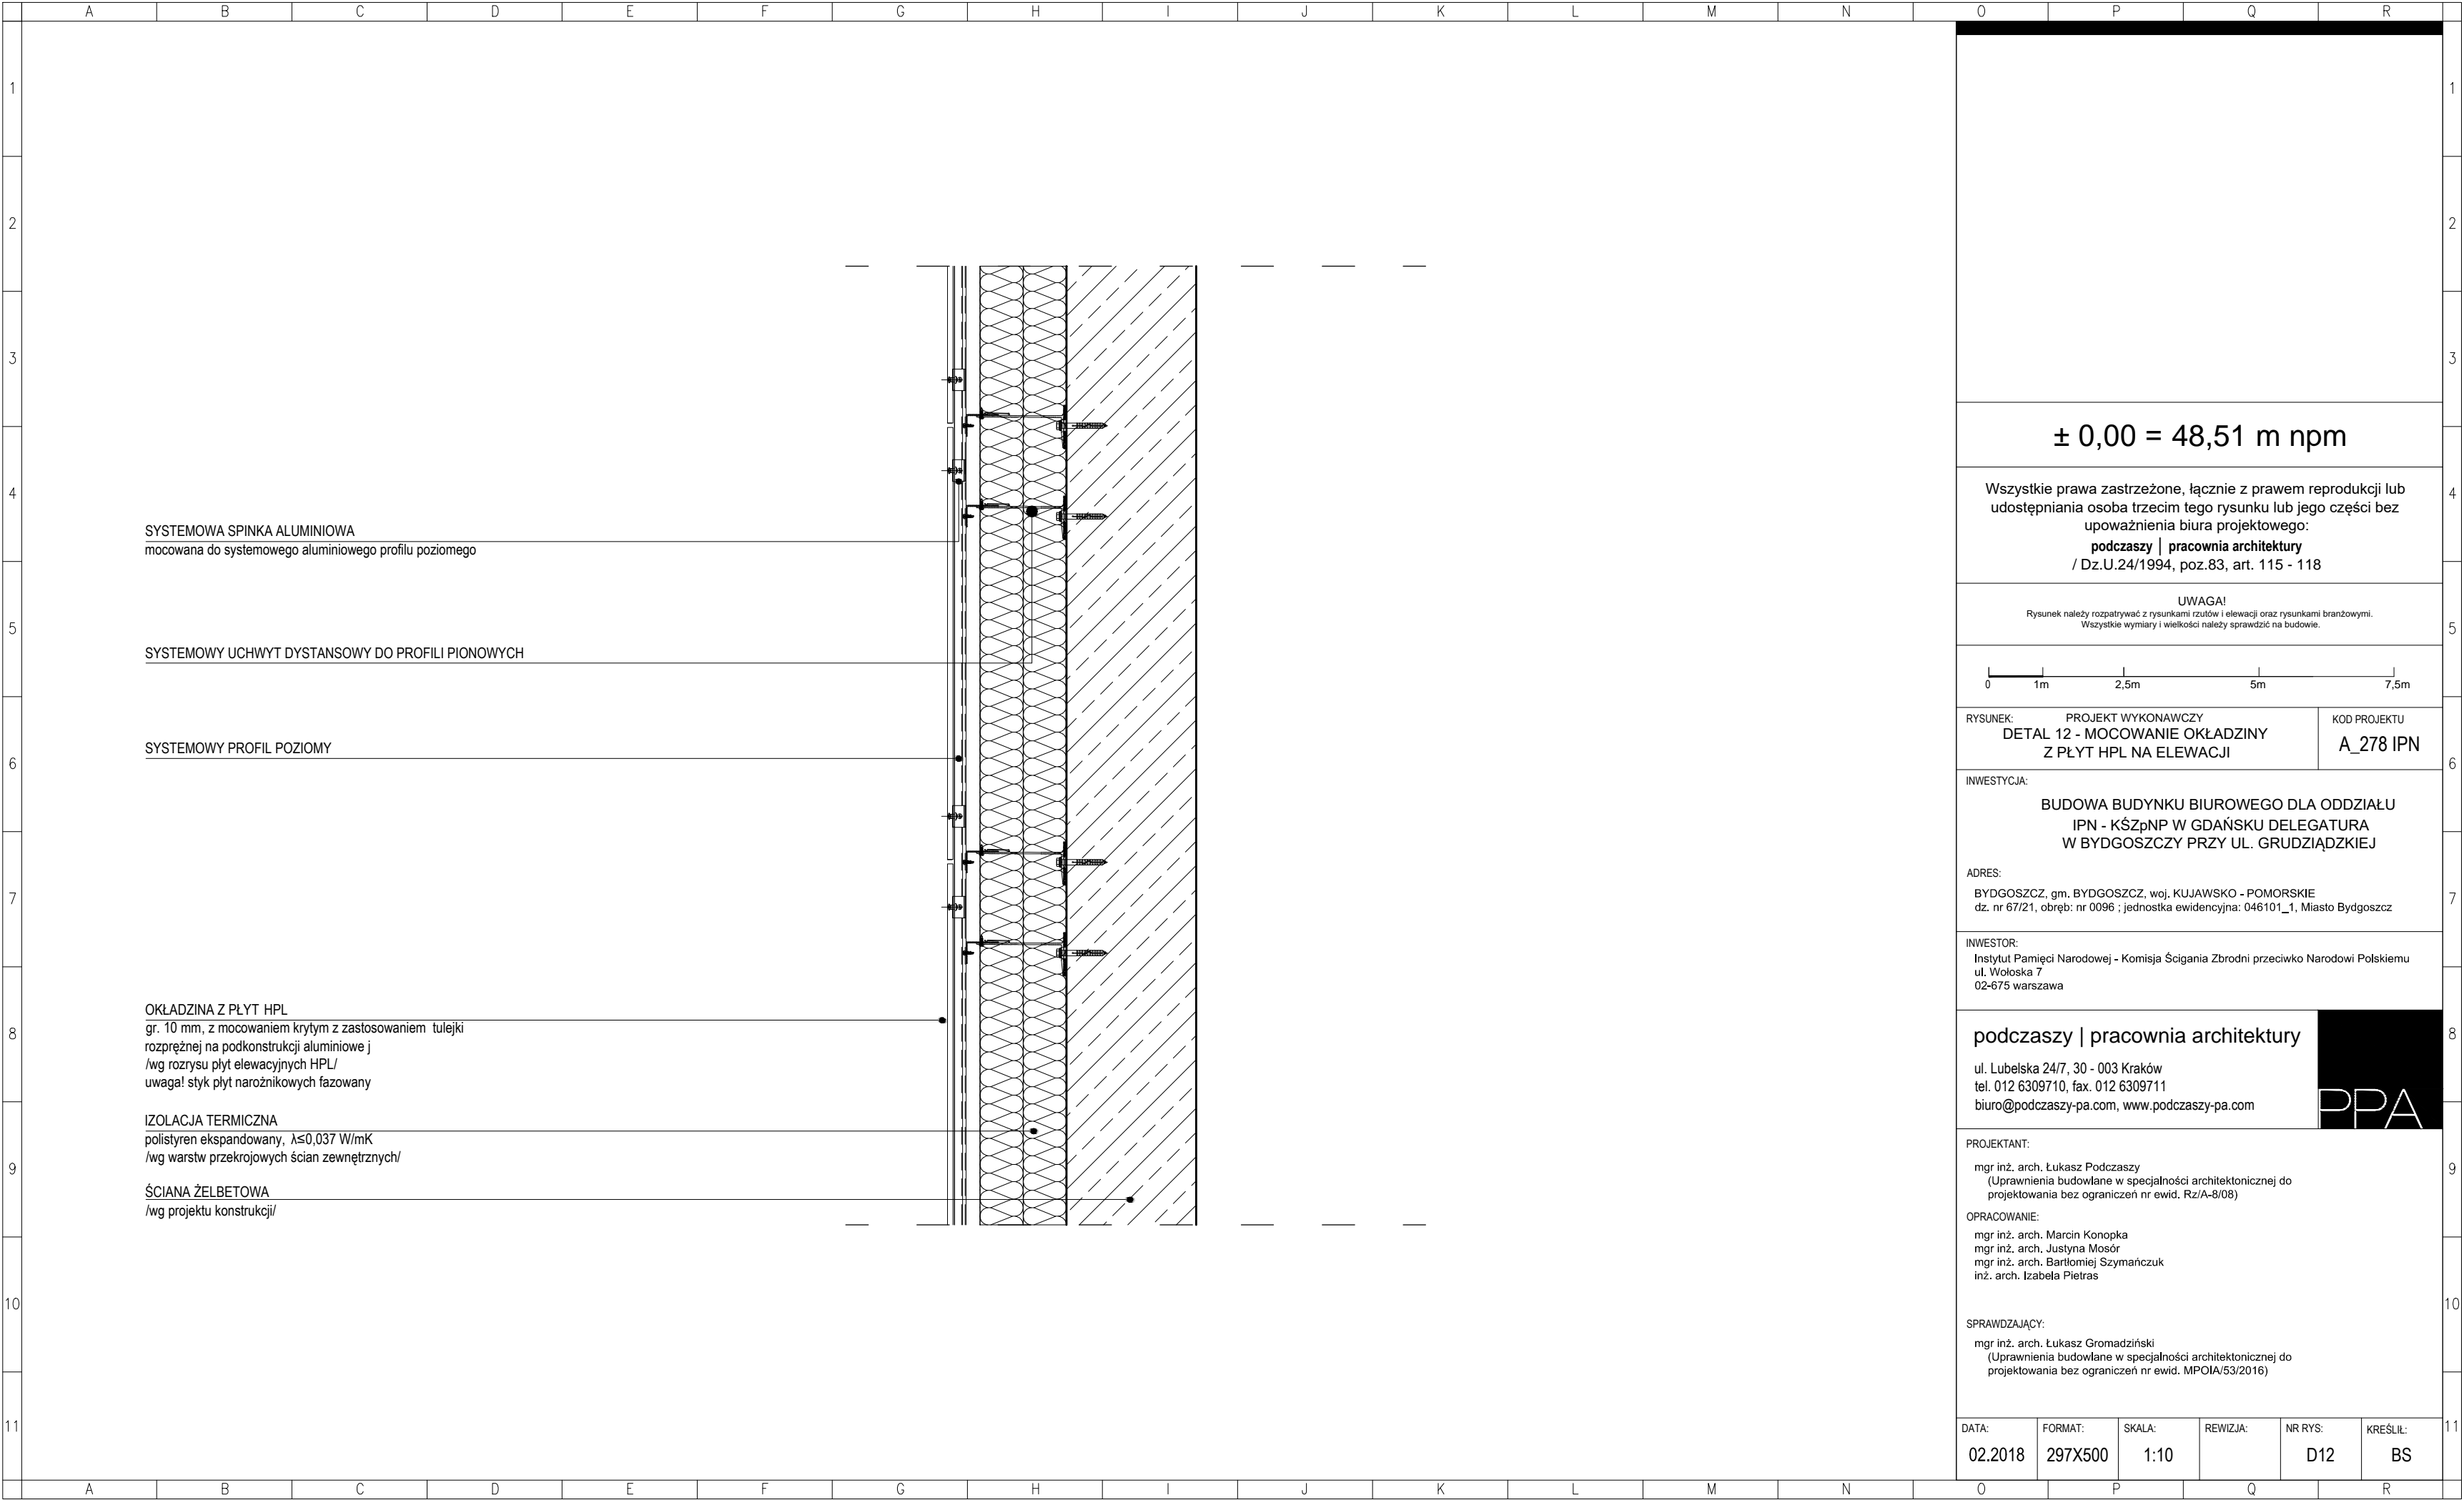 A B C D E F G H I J K L M N O P Q R
1 1
2 2
3 3
4 4
5 5
6 6
7 7
8 8
9 9
10 10
11 11
SYSTEMOWA SPINKA ALUMINIOWA
mocowana do systemowego aluminiowego profilu poziomego
SYSTEMOWY UCHWYT DYSTANSOWY DO PROFILI PIONOWYCH
SYSTEMOWY PROFIL POZIOMY
OKŁADZINA Z PŁYT HPL
gr. 10 mm, z mocowaniem krytym z zastosowaniem tulejki
rozprężnej na podkonstrukcji aluminiowe j
/wg rozrysu płyt elewacyjnych HPL/
uwaga! styk płyt narożnikowych fazowany
IZOLACJA TERMICZNA
polistyren ekspandowany, λ≤0,037 W/mK
/wg warstw przekrojowych ścian zewnętrznych/
ŚCIANA ŻELBETOWA
/wg projektu konstrukcji/
± 0,00 = 48,51 m npm
Wszystkie prawa zastrzeżone, łącznie z prawem reprodukcji lub
udostępniania osoba trzecim tego rysunku lub jego części bez
upoważnienia biura projektowego:
podczaszy | pracownia architektury
/ Dz.U.24/1994, poz.83, art. 115 - 118
UWAGA!
Rysunek należy rozpatrywać z rysunkami rzutów i elewacji oraz rysunkami branżowymi.
Wszystkie wymiary i wielkości należy sprawdzić na budowie.
0 1m 2,5m 5m 7,5m
RYSUNEK: PROJEKT WYKONAWCZY
DETAL 12 - MOCOWANIE OKŁADZINY
Z PŁYT HPL NA ELEWACJI
KOD PROJEKTU
A_278 IPN
INWESTYCJA:
BUDOWA BUDYNKU BIUROWEGO DLA ODDZIAŁU
IPN - KŚZpNP W GDAŃSKU DELEGATURA
W BYDGOSZCZY PRZY UL. GRUDZIĄDZKIEJ
ADRES:
BYDGOSZCZ, gm. BYDGOSZCZ, woj. KUJAWSKO - POMORSKIE
dz. nr 67/21, obręb: nr 0096 ; jednostka ewidencyjna: 046101_1, Miasto Bydgoszcz
INWESTOR:
Instytut Pamięci Narodowej - Komisja Ścigania Zbrodni przeciwko Narodowi Polskiemu
ul. Wołoska 7
02-675 warszawa
podczaszy | pracownia architektury
ul. Lubelska 24/7, 30 - 003 Kraków
tel. 012 6309710, fax. 012 6309711
biuro@podczaszy-pa.com, www.podczaszy-pa.com
PPA
PROJEKTANT:
mgr inż. arch. Łukasz Podczaszy
(Uprawnienia budowlane w specjalności architektonicznej do
projektowania bez ograniczeń nr ewid. Rz/A-8/08)
OPRACOWANIE:
mgr inż. arch. Marcin Konopka
mgr inż. arch. Justyna Mosór
mgr inż. arch. Bartłomiej Szymańczuk
inż. arch. Izabela Pietras
SPRAWDZAJĄCY:
mgr inż. arch. Łukasz Gromadziński
(Uprawnienia budowlane w specjalności architektonicznej do
projektowania bez ograniczeń nr ewid. MPOIA/53/2016)
DATA: FORMAT: SKALA: REWIZJA: NR RYS: KREŚLIŁ:
02.2018 297X500 1:10 D12 BS
A B C D E F G H I J K L M N O P Q R